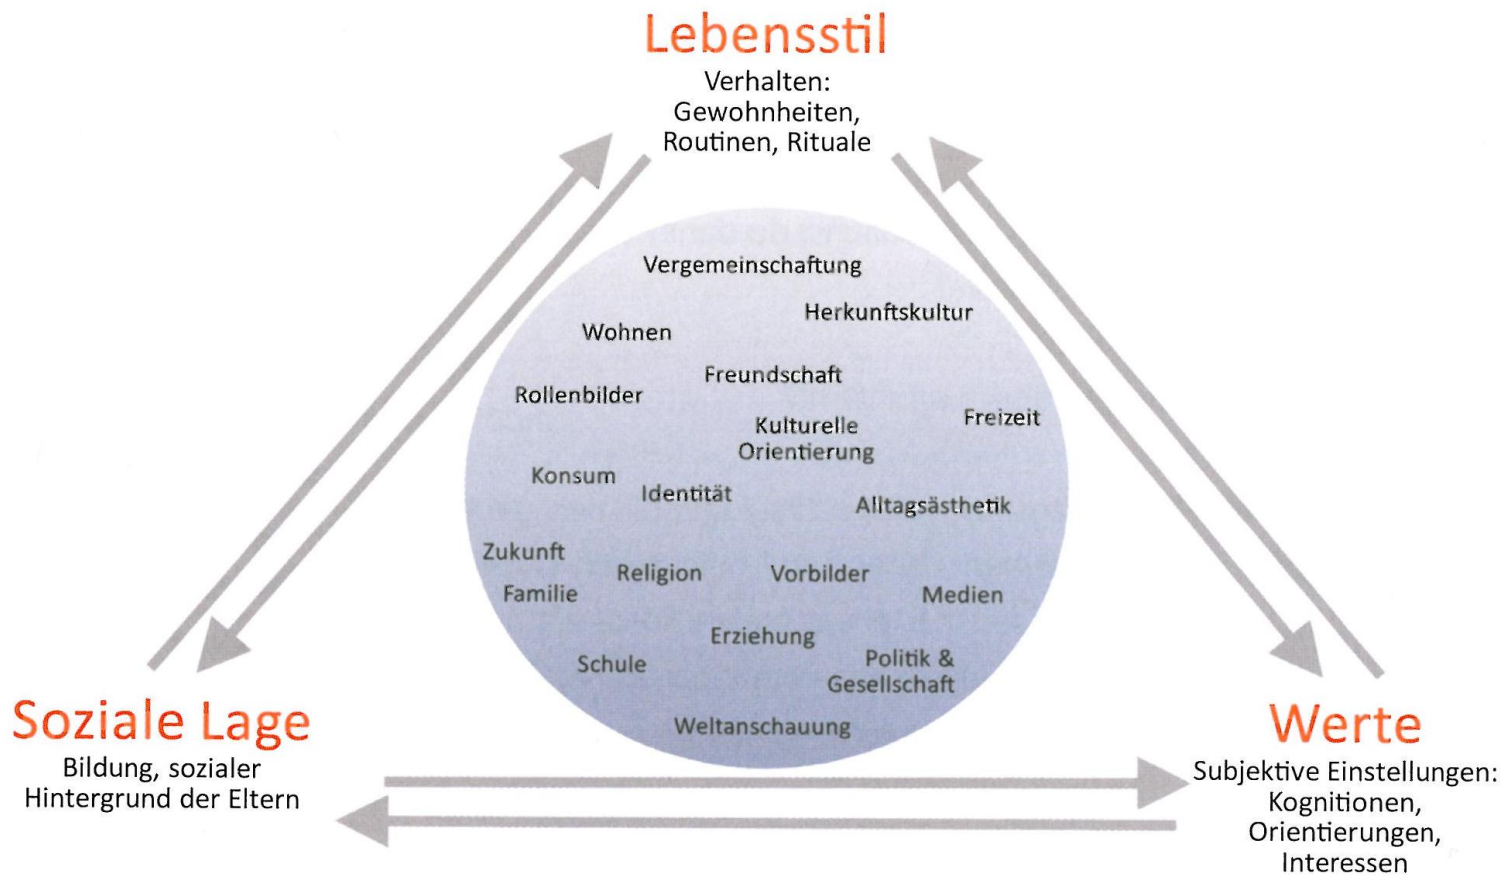 Lebensstil
Verhalten:
Gewohnheiten,
Routinen, Rituale
Vergemeinschaftung
Herkunftskultur
Wohnen
Freundschaft
Rollenbilder
Freizeit
Kulturelle
Orientierung
Konsum
Identität
Alltagsästhetik
Zukunft
Religion
Vorbilder
Familie
Medien
Erziehung
Schule
Politik &
Gesellschaft
Weltanschauung
Soziale Lage
Bildung, sozialer
Hintergrund der Eltern
Werte
Subjektive Einstellungen:
Kognitionen,
Orientierungen,
Interessen